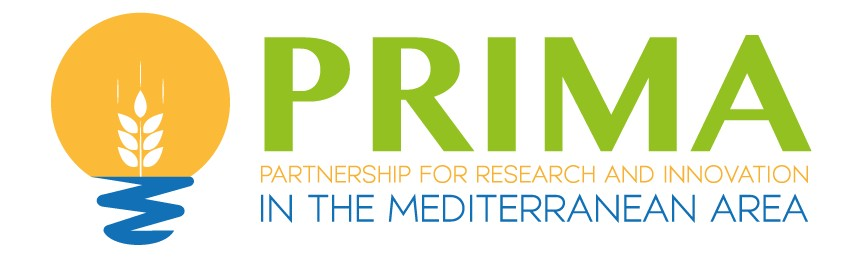 PRIMA
PARTNERSHIP FOR RESEARCH AND INNOVATION
IN THE MEDITERRANEAN AREA